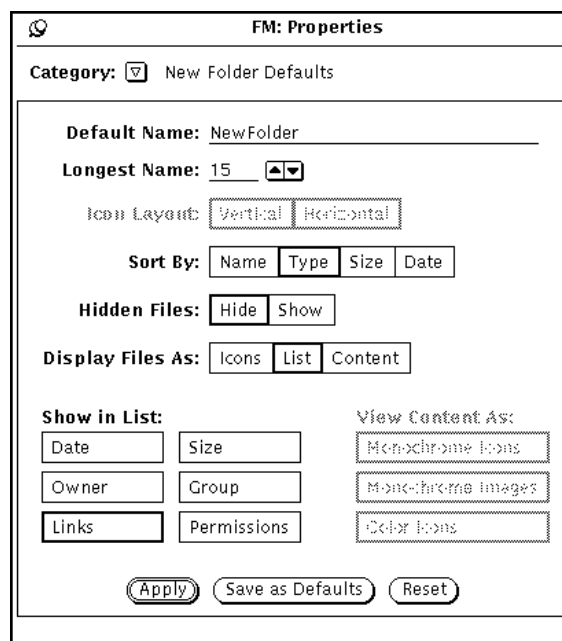 FM: Properties
Category: New Folder Defaults
Default Name: NewFolder
Longest Name: 15
Icon Layout: Vertical Horizontal
Sort By: Name Type Size Date
Hidden Files: Hide Show
Display Files As: Icons List Content
Show in List: View Content As:
Date Size Monochrome Icons
Owner Group Monochrome Images
Links Permissions Color Icons
Apply Save as Defaults Reset